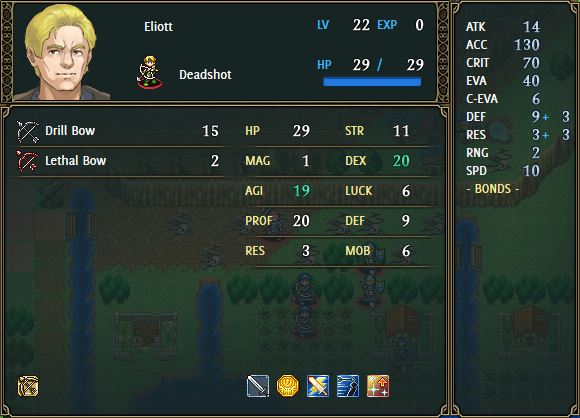 Eliott LV 22 EXP 0
Deadshot HP 29 / 29
Drill Bow 15
Lethal Bow 2
HP 29 STR 11
MAG 1 DEX 20
AGI 19 LUCK 6
PROF 20 DEF 9
RES 3 MOB 6
ATK 14
ACC 130
CRIT 70
EVA 40
C-EVA 6
DEF 9+ 3
RES 3+ 3
RNG 2
SPD 10
- BONDS -